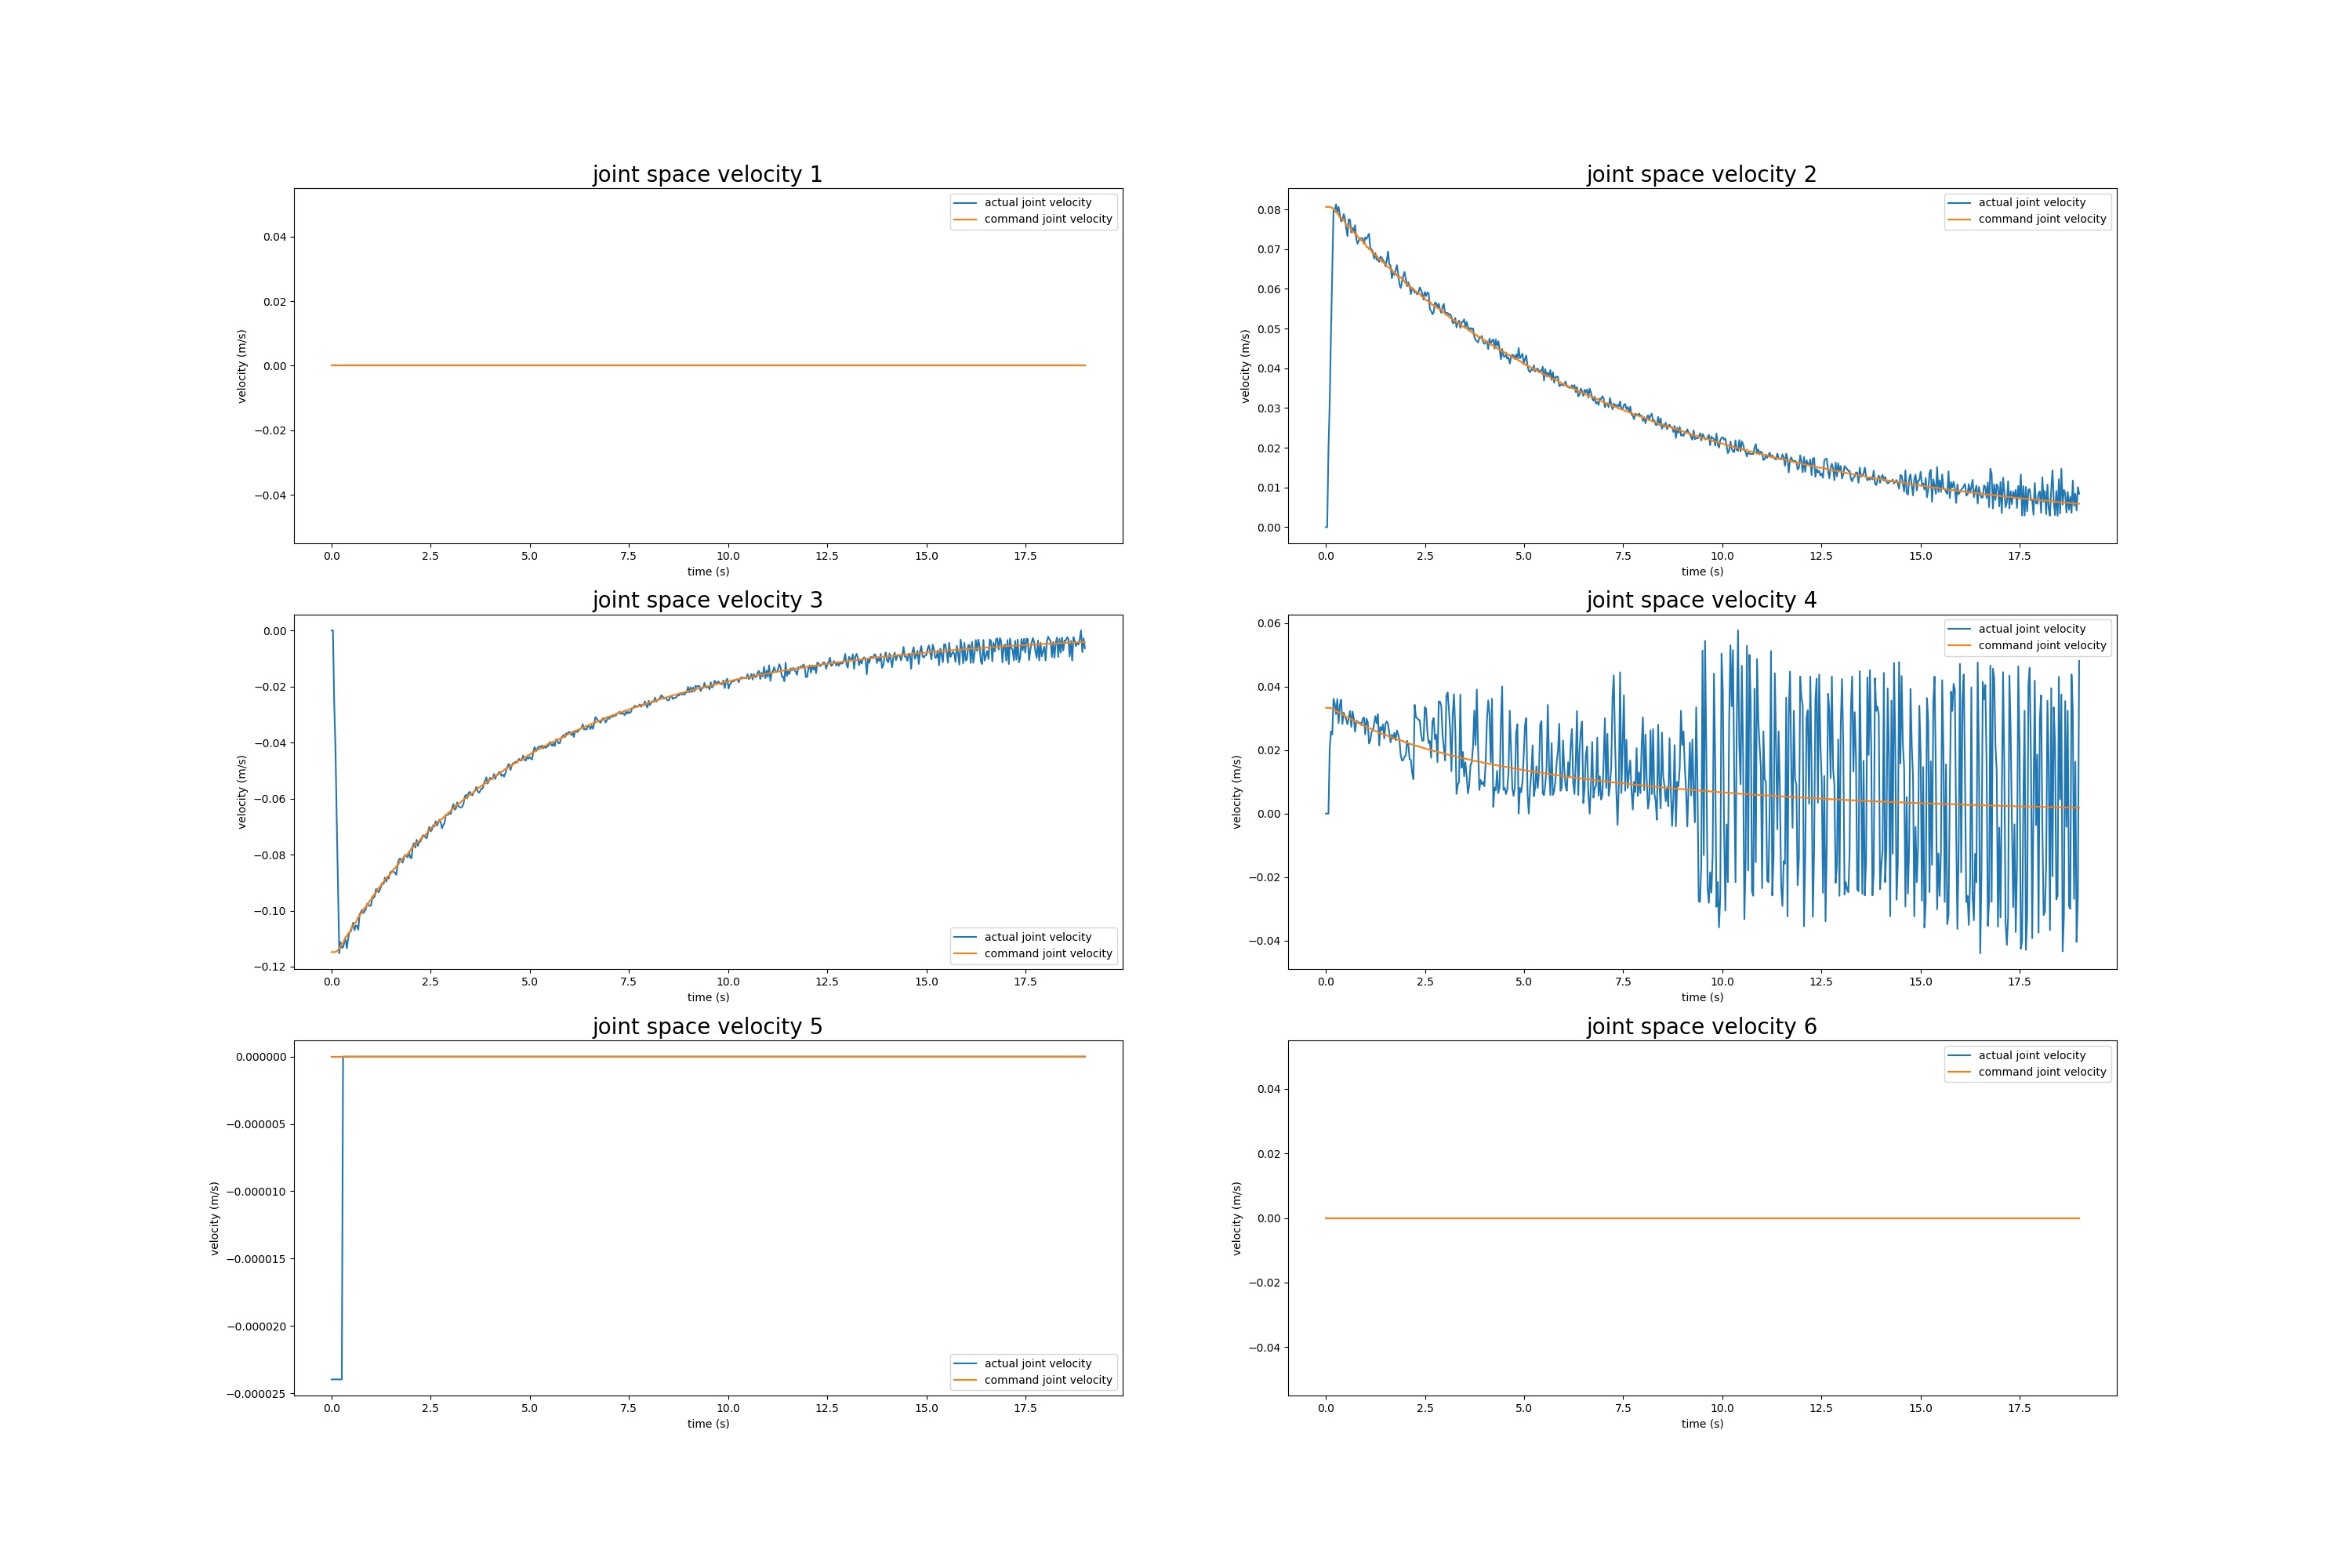 joint space velocity 1
velocity (m/s)
0.04
0.02
0.00
−0.02
−0.04
actual joint velocity
command joint velocity
0.0 2.5 5.0 7.5 10.0 12.5 15.0 17.5
time (s)
joint space velocity 2
velocity (m/s)
0.08
0.07
0.06
0.05
0.04
0.03
0.02
0.01
0.00
actual joint velocity
command joint velocity
0.0 2.5 5.0 7.5 10.0 12.5 15.0 17.5
time (s)
joint space velocity 3
velocity (m/s)
0.00
−0.02
−0.04
−0.06
−0.08
−0.10
−0.12
actual joint velocity
command joint velocity
0.0 2.5 5.0 7.5 10.0 12.5 15.0 17.5
time (s)
joint space velocity 4
velocity (m/s)
0.06
0.04
0.02
0.00
−0.02
−0.04
actual joint velocity
command joint velocity
0.0 2.5 5.0 7.5 10.0 12.5 15.0 17.5
time (s)
joint space velocity 5
velocity (m/s)
0.000000
−0.000005
−0.000010
−0.000015
−0.000020
−0.000025
actual joint velocity
command joint velocity
0.0 2.5 5.0 7.5 10.0 12.5 15.0 17.5
time (s)
joint space velocity 6
velocity (m/s)
0.04
0.02
0.00
−0.02
−0.04
actual joint velocity
command joint velocity
0.0 2.5 5.0 7.5 10.0 12.5 15.0 17.5
time (s)